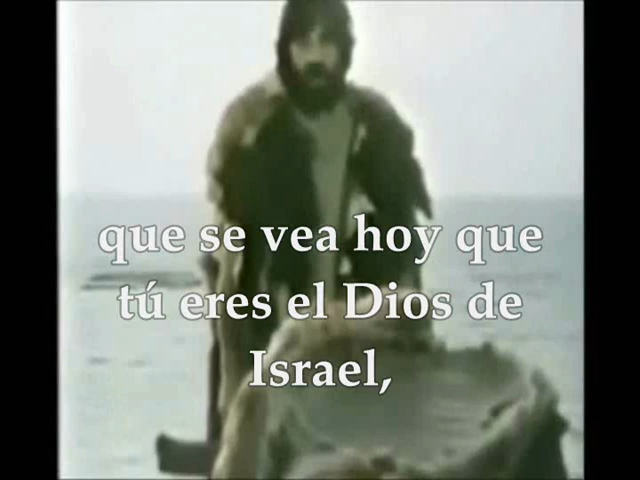 que se vea hoy que
tú eres el Dios de
Israel,